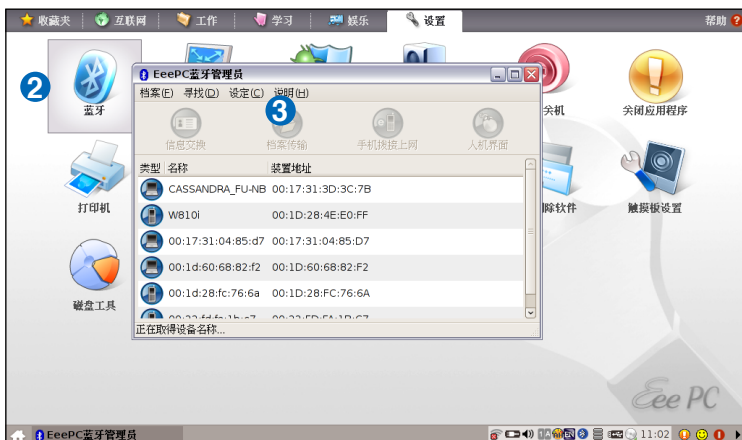 收藏夹 互联网 工作 学习 娱乐 设置 帮助 ?
2
蓝牙
EeePC蓝牙管理员
档案(F) 寻找(D) 设定(C) 说明(H)
3
信息交换 档案传输 手机拨接上网 人机界面
类型 名称 装置地址
CASSANDRA_FU-NB 00:17:31:3D:3C:7B
W810i 00:1D:28:4E:E0:FF
00:17:31:04:85:d7 00:17:31:04:85:D7
00:1d:60:68:82:f2 00:1D:60:68:82:F2
00:1d:28:fc:76:6a 00:1D:28:FC:76:6A
正在取得设备名称...
关机
关闭应用程序
打印机
除软件
触摸板设置
磁盘工具
Eee PC
EeePC蓝牙管理员
11:02